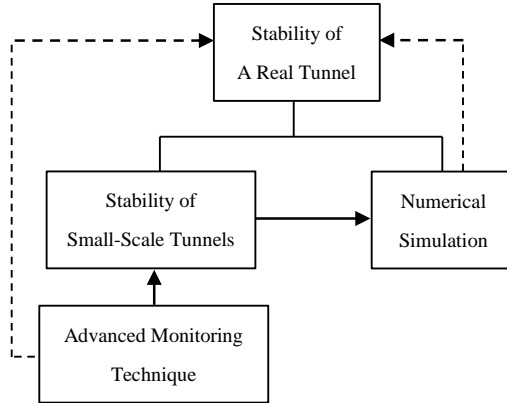 Stability of
A Real Tunnel
Stability of
Small-Scale Tunnels
Numerical
Simulation
Advanced Monitoring
Technique